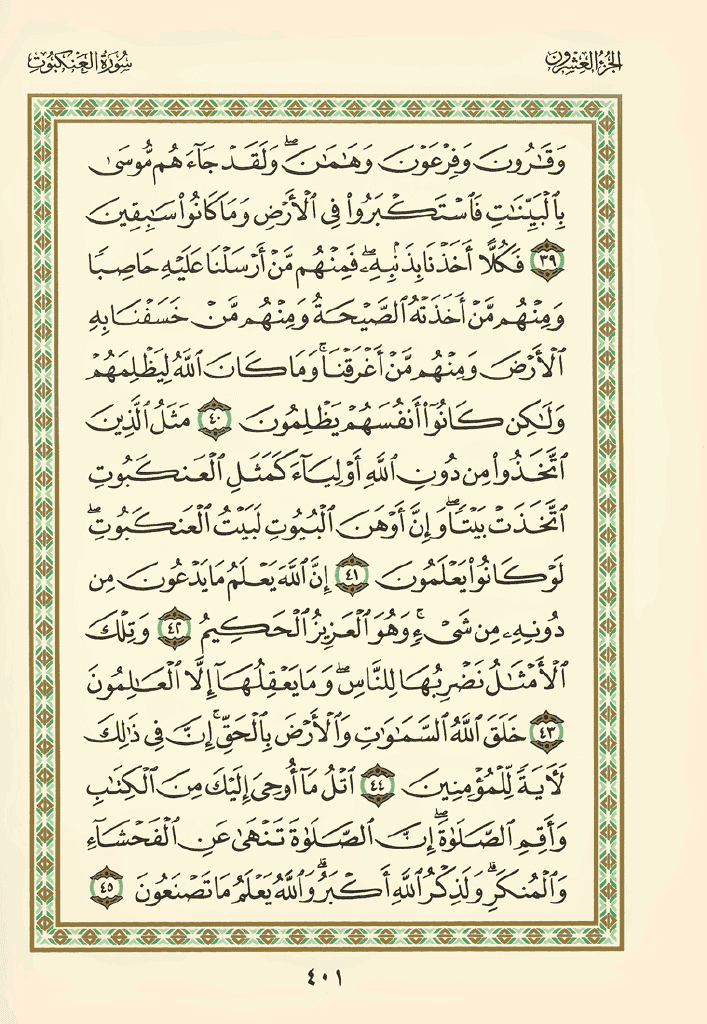 الجزء العشرون
سورة العنكبوت
وَقَٰرُونَ وَفِرْعَوْنَ وَهَٰمَٰنَ ۖ وَلَقَدْ جَآءَهُم مُّوسَىٰ
بِٱلْبَيِّنَٰتِ فَٱسْتَكْبَرُوا۟ فِى ٱلْأَرْضِ وَمَا كَانُوا۟ سَٰبِقِينَ
٣٩ فَكُلًّا أَخَذْنَا بِذَنۢبِهِۦ ۖ فَمِنْهُم مَّنْ أَرْسَلْنَا عَلَيْهِ حَاصِبًا
وَمِنْهُم مَّنْ أَخَذَتْهُ ٱلصَّيْحَةُ وَمِنْهُم مَّنْ خَسَفْنَا بِهِ
ٱلْأَرْضَ وَمِنْهُم مَّنْ أَغْرَقْنَا ۚ وَمَا كَانَ ٱللَّهُ لِيَظْلِمَهُمْ
وَلَٰكِن كَانُوٓا۟ أَنفُسَهُمْ يَظْلِمُونَ ٤٠ مَثَلُ ٱلَّذِينَ
ٱتَّخَذُوا۟ مِن دُونِ ٱللَّهِ أَوْلِيَآءَ كَمَثَلِ ٱلْعَنكَبُوتِ
ٱتَّخَذَتْ بَيْتًا ۖ وَإِنَّ أَوْهَنَ ٱلْبُيُوتِ لَبَيْتُ ٱلْعَنكَبُوتِ ۖ
لَوْ كَانُوا۟ يَعْلَمُونَ ٤١ إِنَّ ٱللَّهَ يَعْلَمُ مَا يَدْعُونَ مِن
دُونِهِۦ مِن شَىْءٍ ۚ وَهُوَ ٱلْعَزِيزُ ٱلْحَكِيمُ ٤٢ وَتِلْكَ
ٱلْأَمْثَٰلُ نَضْرِبُهَا لِلنَّاسِ ۖ وَمَا يَعْقِلُهَآ إِلَّا ٱلْعَٰلِمُونَ
٤٣ خَلَقَ ٱللَّهُ ٱلسَّمَٰوَٰتِ وَٱلْأَرْضَ بِٱلْحَقِّ ۚ إِنَّ فِى ذَٰلِكَ
لَءَايَةً لِّلْمُؤْمِنِينَ ٤٤ ٱتْلُ مَآ أُوحِىَ إِلَيْكَ مِنَ ٱلْكِتَٰبِ
وَأَقِمِ ٱلصَّلَوٰةَ ۖ إِنَّ ٱلصَّلَوٰةَ تَنْهَىٰ عَنِ ٱلْفَحْشَآءِ
وَٱلْمُنكَرِ ۗ وَلَذِكْرُ ٱللَّهِ أَكْبَرُ ۗ وَٱللَّهُ يَعْلَمُ مَا تَصْنَعُونَ ٤٥
٤٠١